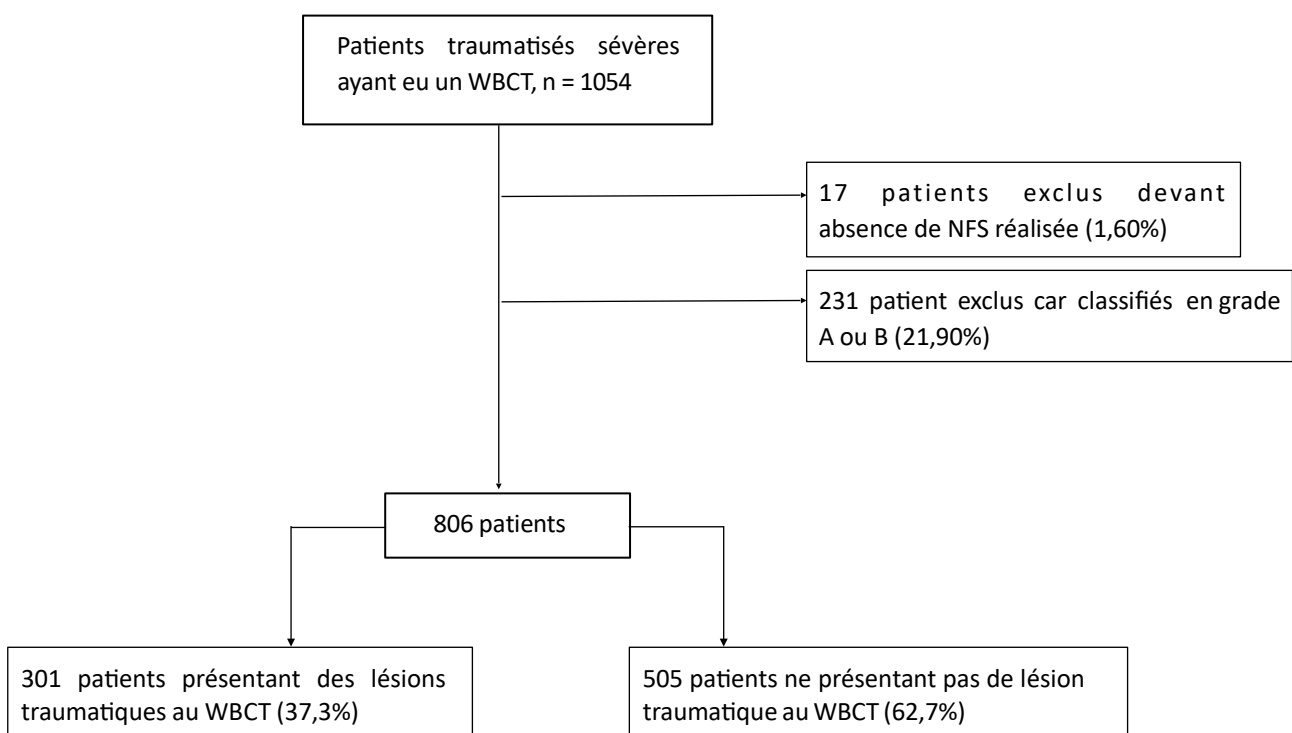 Patients traumatisés sévères
ayant eu un WBCT, n = 1054
17 patients exclus devant
absence de NFS réalisée (1,60%)
231 patient exclus car classifiés en grade
A ou B (21,90%)
806 patients
301 patients présentant des lésions
traumatiques au WBCT (37,3%)
505 patients ne présentant pas de lésion
traumatique au WBCT (62,7%)